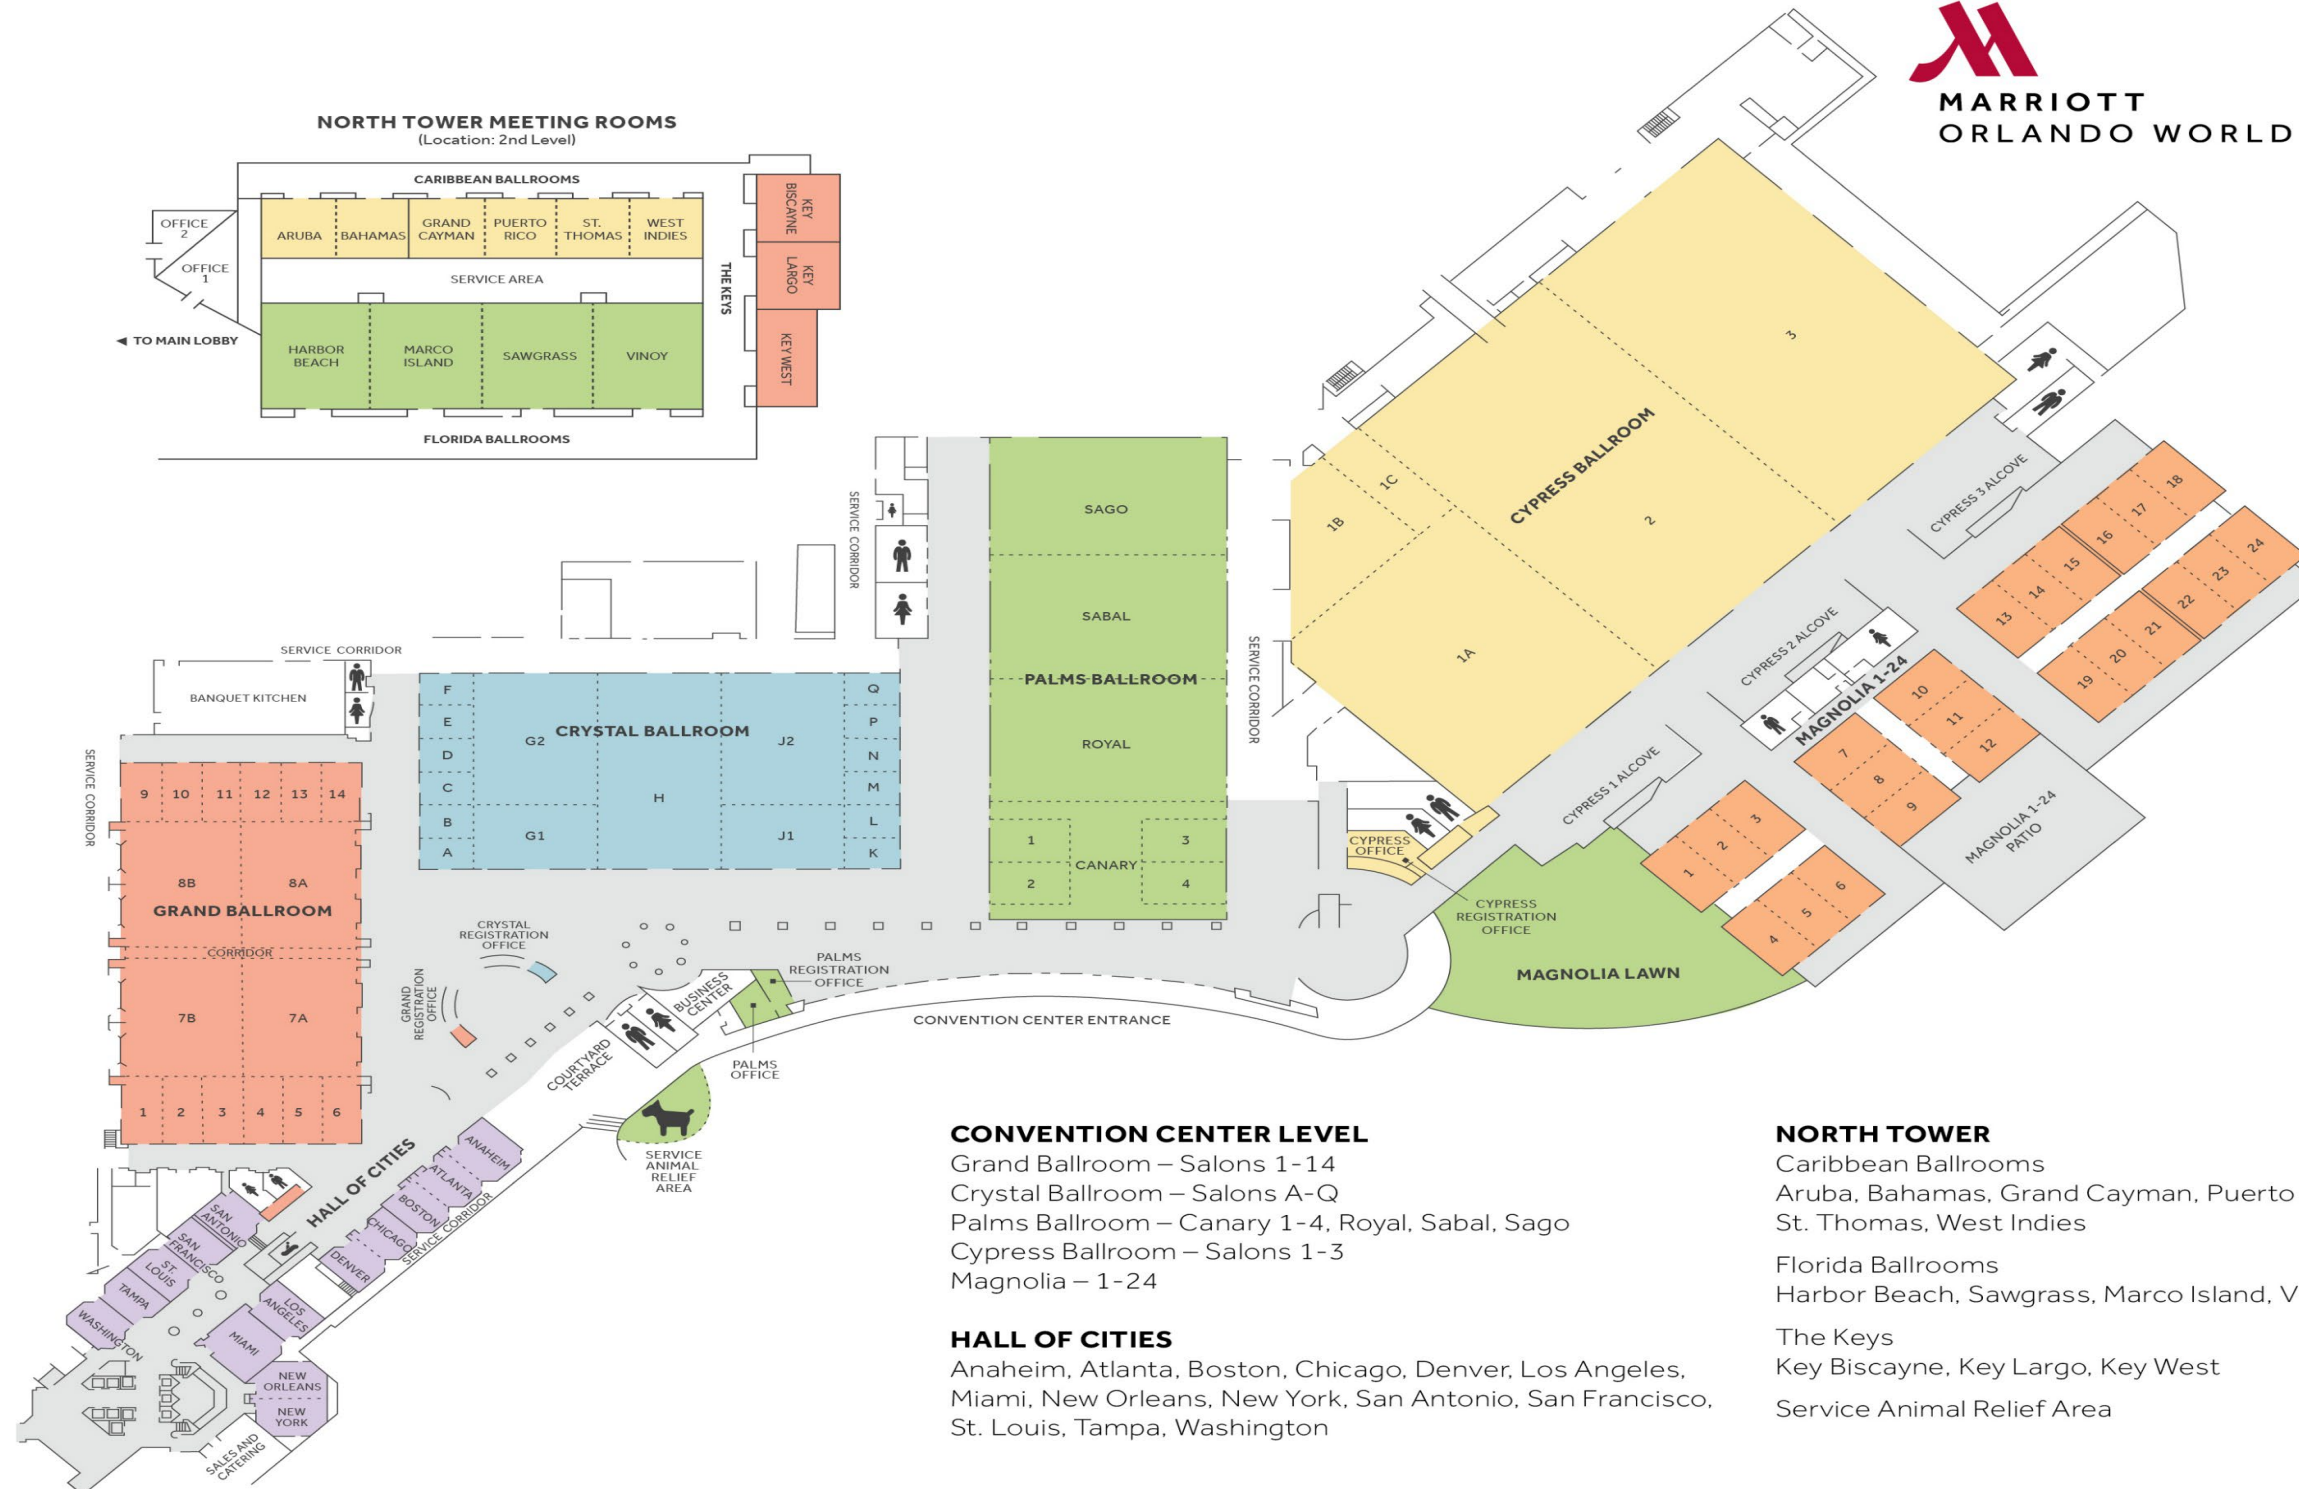 MARRIOTT
ORLANDO WORLD
NORTH TOWER MEETING ROOMS
(Location: 2nd Level)
CARIBBEAN BALLROOMS
OFFICE
2
OFFICE
1
ARUBA
BAHAMAS
GRAND
CAYMAN
PUERTO
RICO
ST.
THOMAS
WEST
INDIES
SERVICE AREA
THE KEYS
KEY
BISCAYNE
KEY
LARGO
KEY WEST
◄ TO MAIN LOBBY
HARBOR
BEACH
MARCO
ISLAND
SAWGRASS
VINOY
FLORIDA BALLROOMS
SERVICE CORRIDOR
SAGO
SABAL
PALMS BALLROOM
ROYAL
1
2
CANARY
3
4
SERVICE CORRIDOR
3
CYPRESS BALLROOM
1C
1B
2
1A
CYPRESS 3 ALCOVE
CYPRESS 2 ALCOVE
CYPRESS 1 ALCOVE
MAGNOLIA 1-24
18
17
16
15
14
13
24
23
22
21
20
19
10
11
12
7
8
9
3
2
1
6
5
4
MAGNOLIA 1-24
PATIO
CYPRESS
OFFICE
CYPRESS
REGISTRATION
OFFICE
MAGNOLIA LAWN
SERVICE CORRIDOR
BANQUET KITCHEN
SERVICE CORRIDOR
F
E
D
C
B
A
G2
CRYSTAL BALLROOM
J2
H
G1
J1
Q
P
N
M
L
K
9
10
11
12
13
14
8B
8A
GRAND BALLROOM
CORRIDOR
7B
7A
1
2
3
4
5
6
CRYSTAL
REGISTRATION
OFFICE
GRAND
REGISTRATION
OFFICE
PALMS
REGISTRATION
OFFICE
BUSINESS
CENTER
PALMS
OFFICE
CONVENTION CENTER ENTRANCE
COURTYARD
TERRACE
SERVICE
ANIMAL
RELIEF
AREA
HALL OF CITIES
ANAHEIM
ATLANTA
BOSTON
CHICAGO
DENVER
SERVICE CORRIDOR
SAN
ANTONIO
SAN
FRANCISCO
ST.
LOUIS
TAMPA
WASHINGTON
LOS
ANGELES
MIAMI
NEW
ORLEANS
NEW
YORK
SALES AND
CATERING
CONVENTION CENTER LEVEL
Grand Ballroom – Salons 1-14
Crystal Ballroom – Salons A-Q
Palms Ballroom – Canary 1-4, Royal, Sabal, Sago
Cypress Ballroom – Salons 1-3
Magnolia – 1-24
HALL OF CITIES
Anaheim, Atlanta, Boston, Chicago, Denver, Los Angeles,
Miami, New Orleans, New York, San Antonio, San Francisco,
St. Louis, Tampa, Washington
NORTH TOWER
Caribbean Ballrooms
Aruba, Bahamas, Grand Cayman, Puerto
St. Thomas, West Indies
Florida Ballrooms
Harbor Beach, Sawgrass, Marco Island, V
The Keys
Key Biscayne, Key Largo, Key West
Service Animal Relief Area